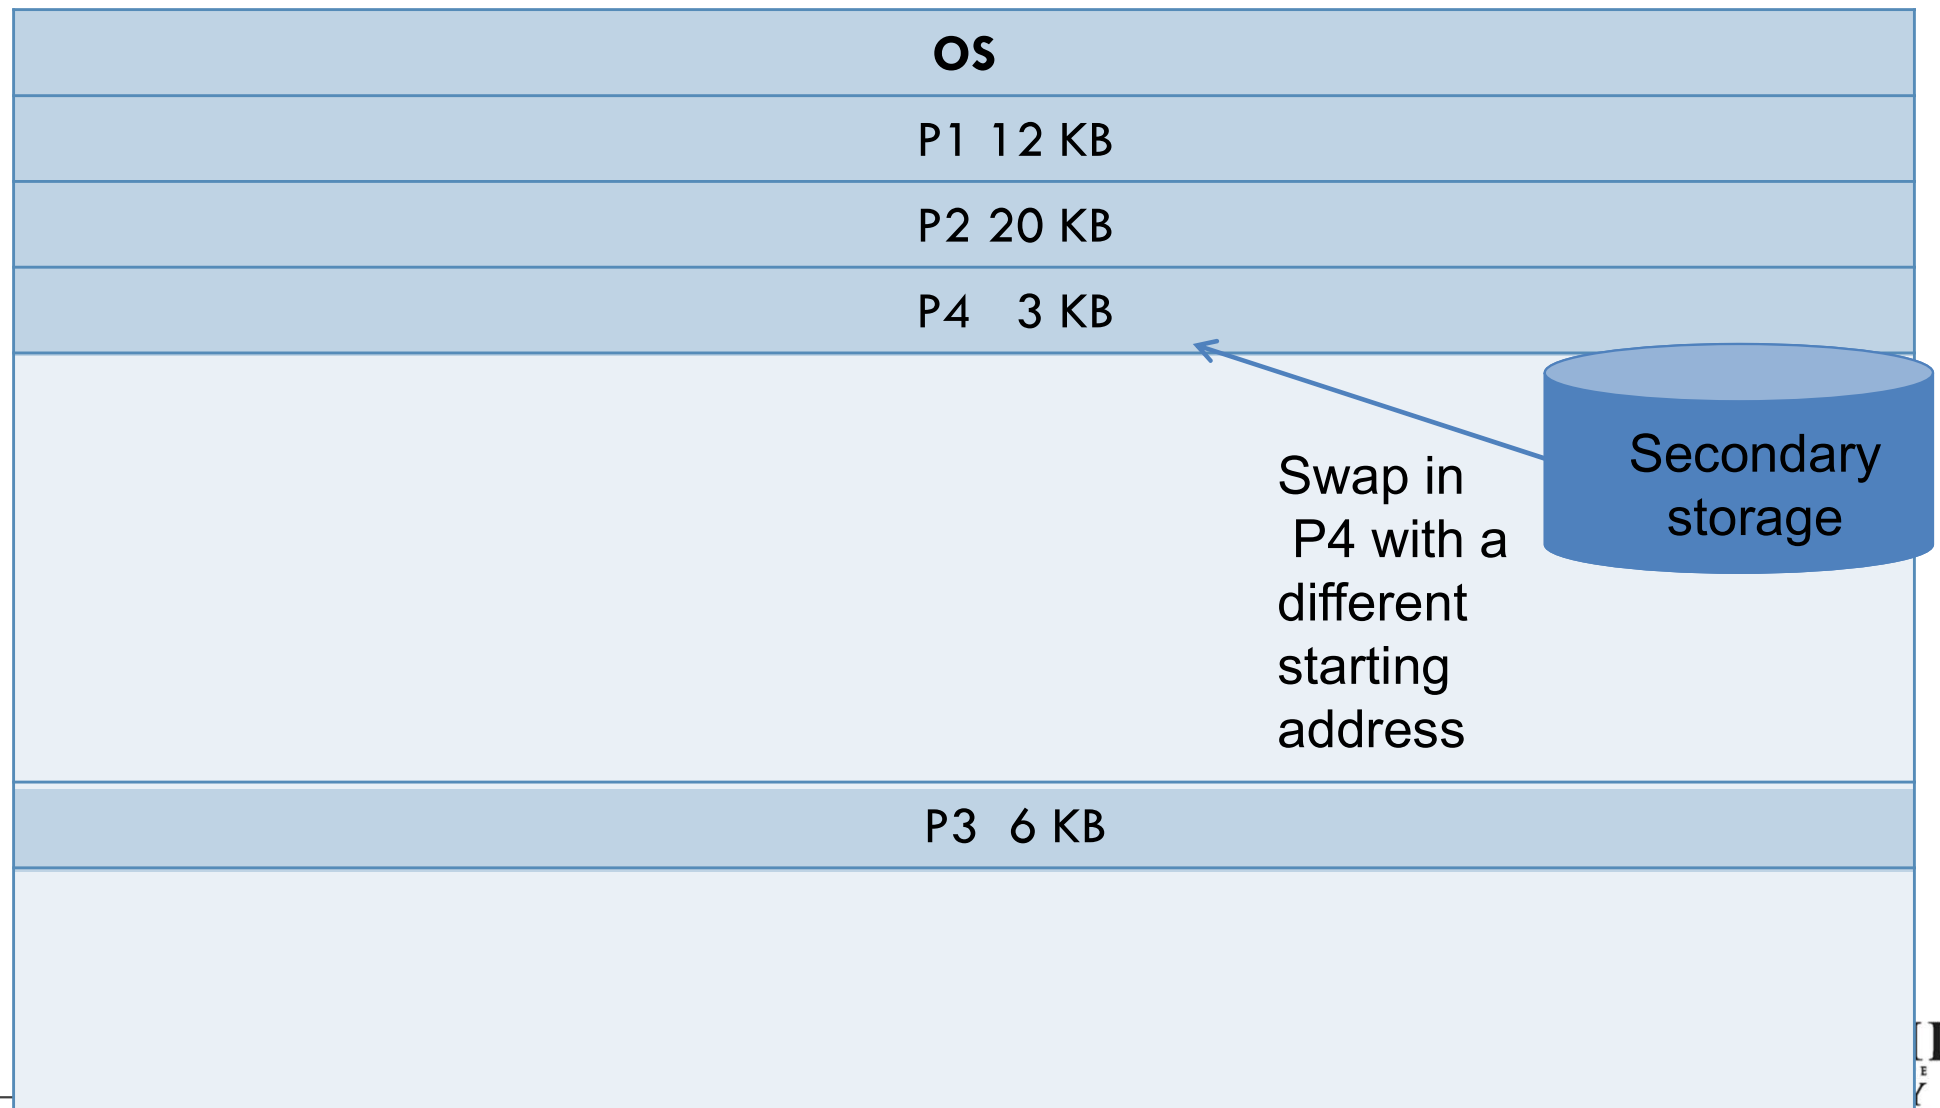 OS
P1 12 KB
P2 20 KB
P4 3 KB
Secondary
storage
Swap in
P4 with a
different
starting
address
P3 6 KB
E
Y